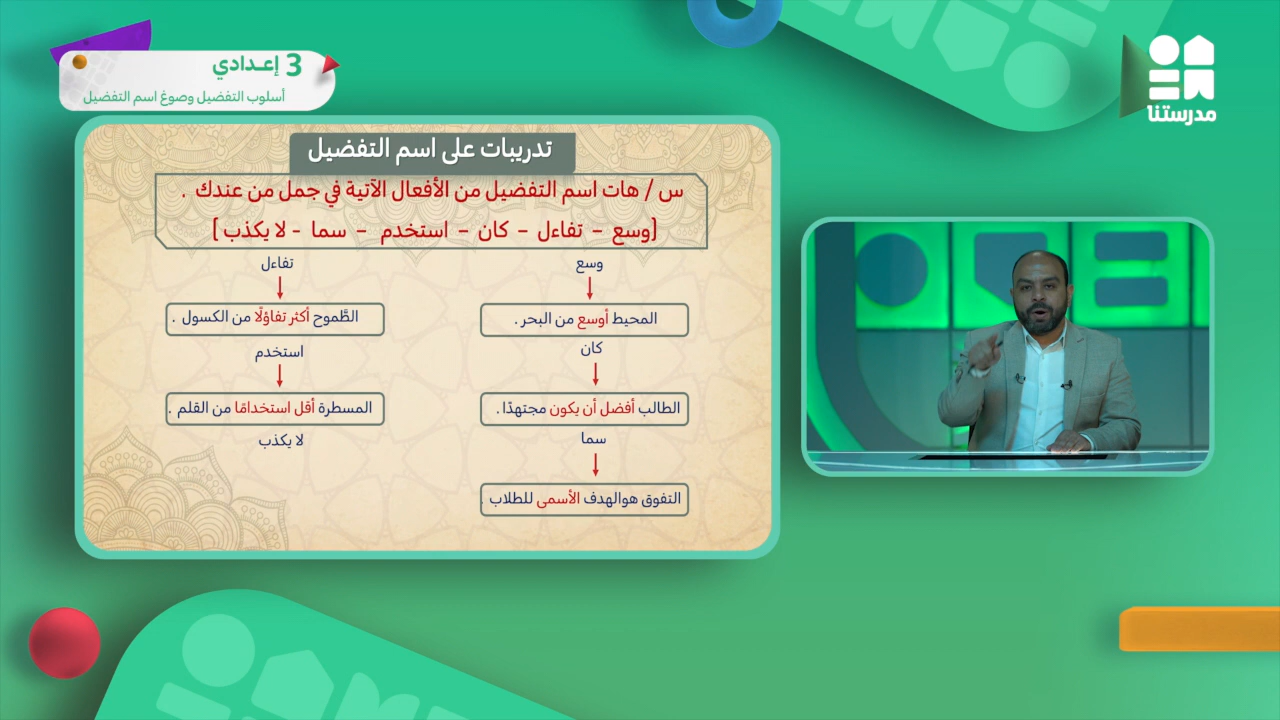 3 إعـدادي
أسلوب التفضيل وصوغ اسم التفضيل
مدرستنا
تدريبات على اسم التفضيل
س / هات اسم التفضيل من الأفعال الآتية في جمل من عندك .
[وسع – تفاءل – كان – استخدم – سما - لا يكذب ]
وسع
المحيط أوسع من البحر .
تفاءل
الطَّموح أكثر تفاؤلًا من الكسول .
كان
الطالب أفضل أن يكون مجتهدًا .
استخدم
المسطرة أقل استخدامًا من القلم .
سما
التفوق هوالهدف الأسمى للطلاب .
لا يكذب